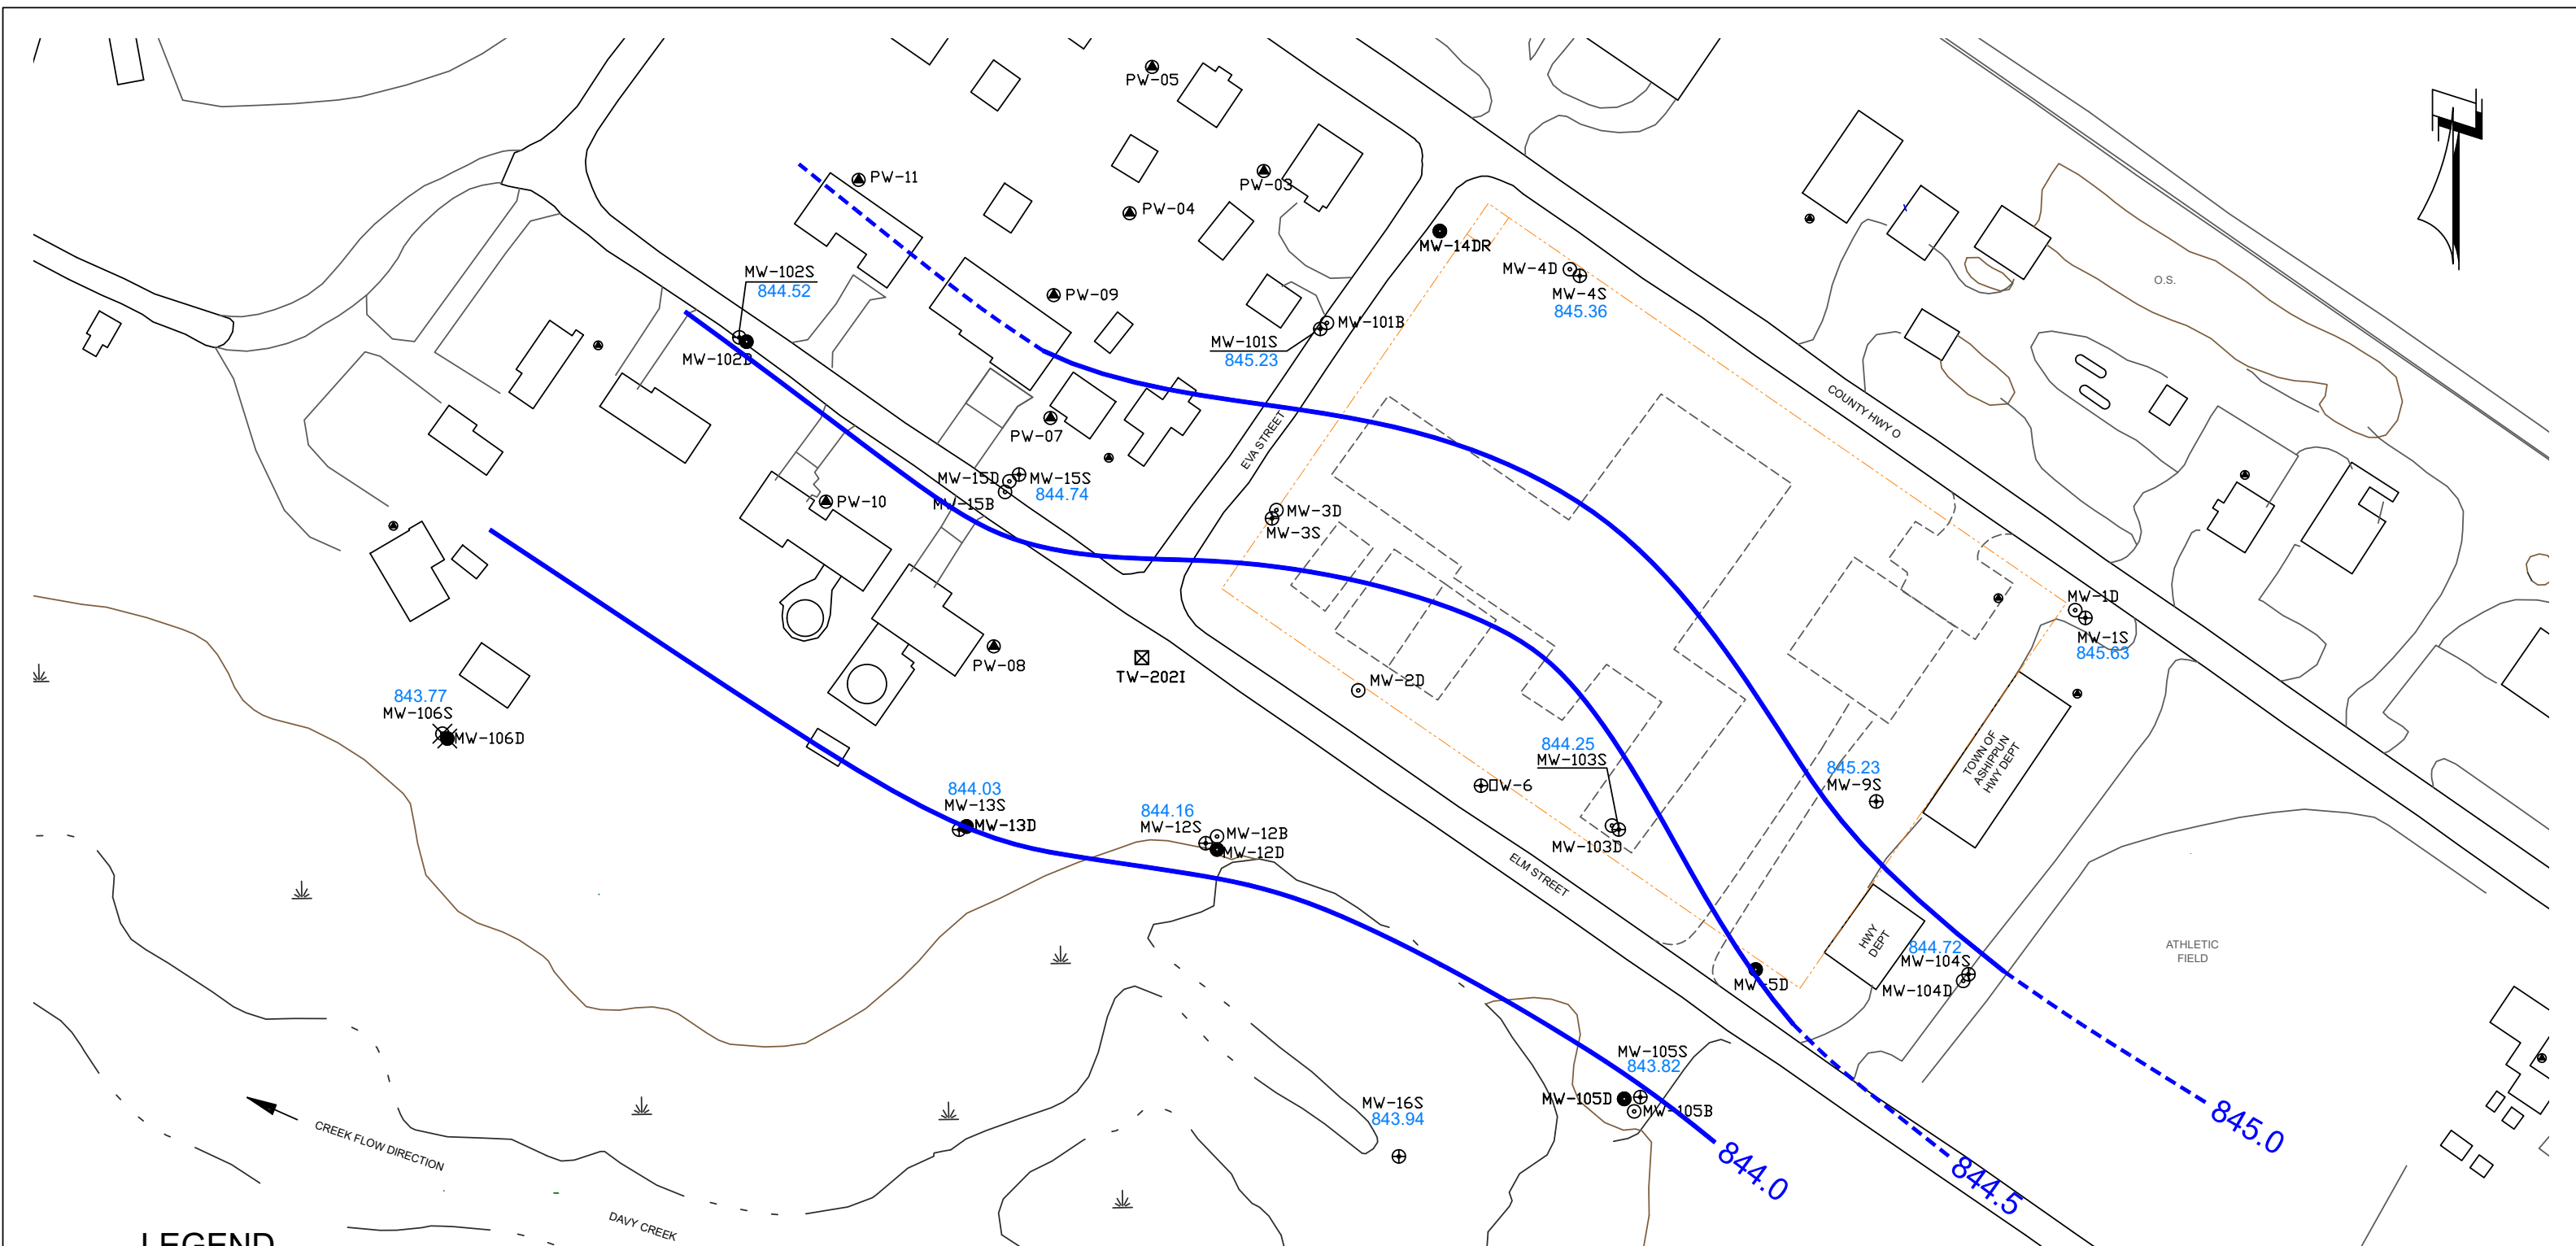 PW-05
PW-11
PW-03
PW-04
MW-14DR
MW-4D
MW-4S
845.36
O.S.
MW-102S
844.52
PW-09
MW-101B
MW-101S
845.23
MW-102D
COUNTY HWY O
PW-07
EVA STREET
MW-15D
MW-15S
844.74
MW-15B
PW-10
MW-3D
MW-3S
MW-1D
MW-1S
845.63
PW-08
TW-202I
MW-2D
843.77
MW-106S
MW-106D
844.25
MW-103S
OW-6
845.23
MW-9S
TOWN OF
ASHIPPUN
HWY DEPT
844.03
MW-13S
MW-13D
844.16
MW-12S
MW-12B
MW-12D
MW-103D
ELM STREET
HWY
DEPT
844.72
MW-104S
MW-104D
ATHLETIC
FIELD
MW-5D
MW-105S
843.82
MW-105D
MW-105B
MW-16S
843.94
845.0
844.0
844.5
CREEK FLOW DIRECTION
DAVY CREEK
LEGEND